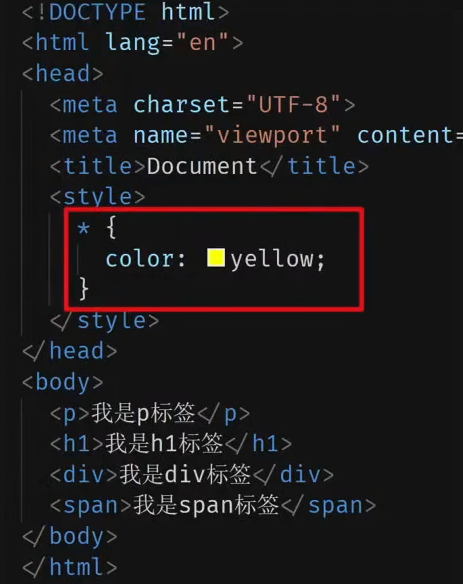 <!DOCTYPE html>
<html lang="en">
<head>
<meta charset="UTF-8">
<meta name="viewport" content=
<title>Document</title>
<style>
* {
color: yellow;
}
</style>
</head>
<body>
<p>我是p标签</p>
<h1>我是h1标签</h1>
<div>我是div标签</div>
<span>我是span标签</span>
</body>
</html>